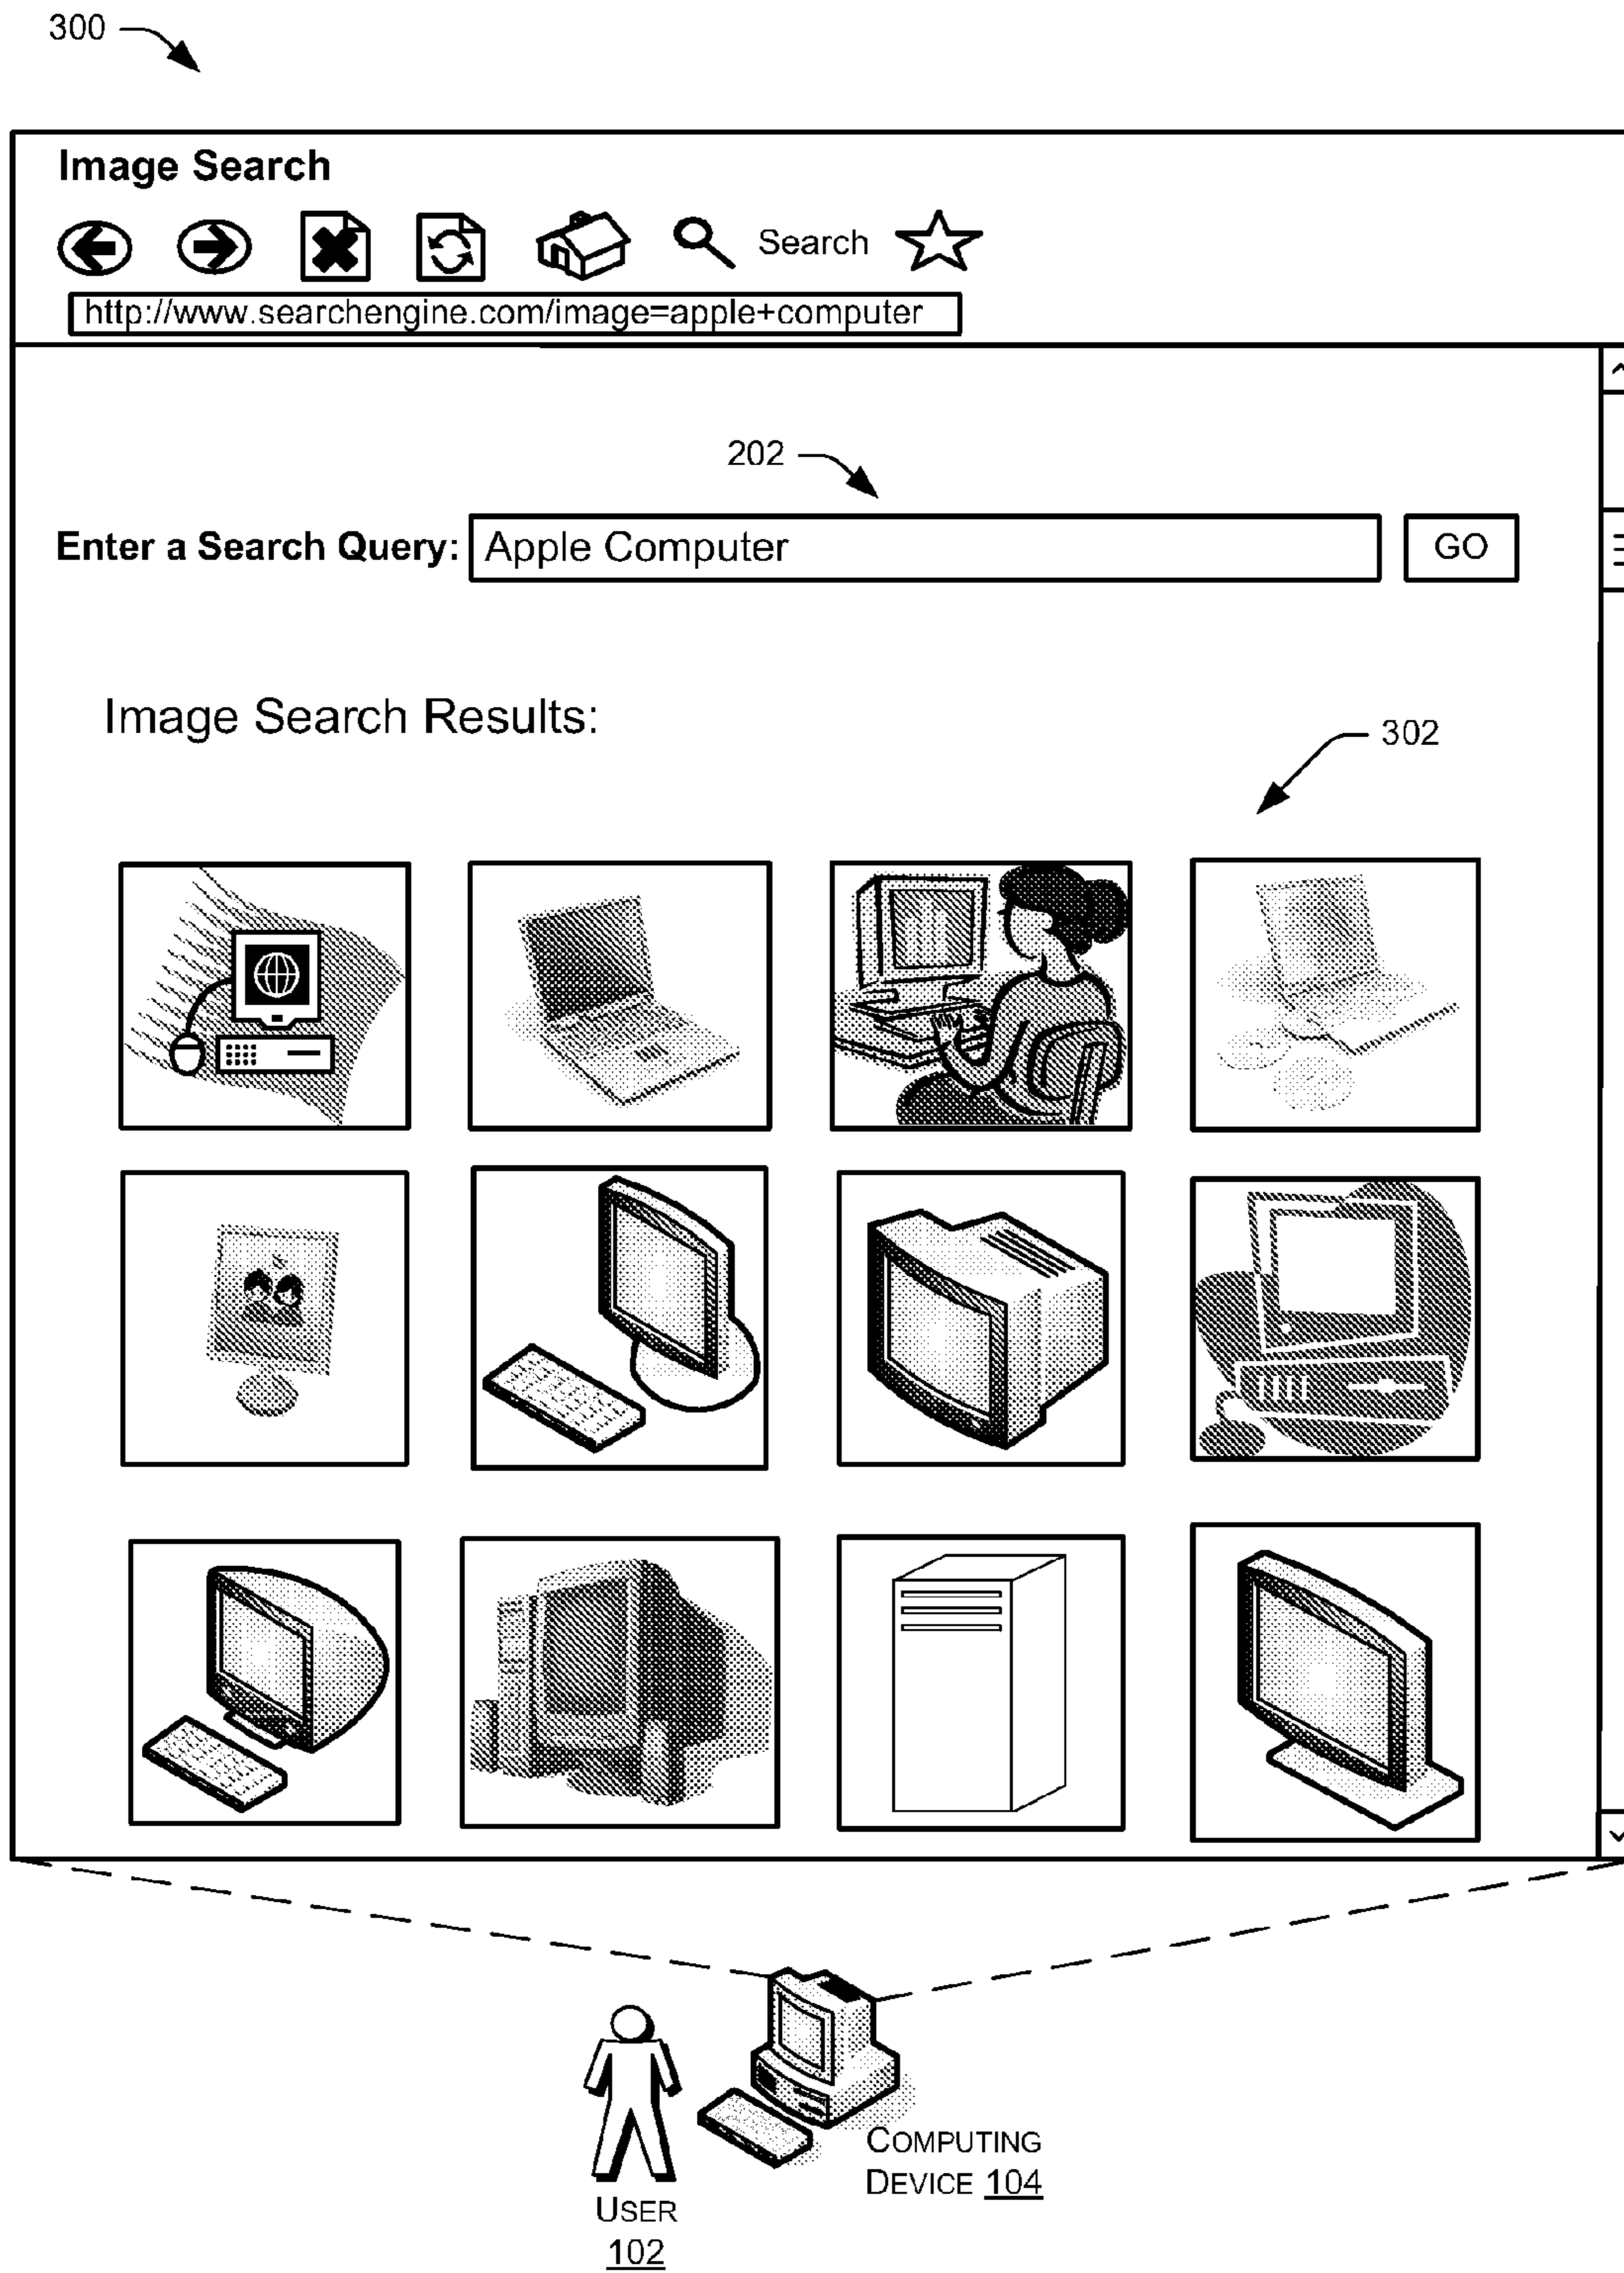 300
Image Search
Search
http://www.searchengine.com/image=apple+computer
202
Enter a Search Query: Apple Computer GO
Image Search Results:
302
COMPUTING
DEVICE 104
USER
102